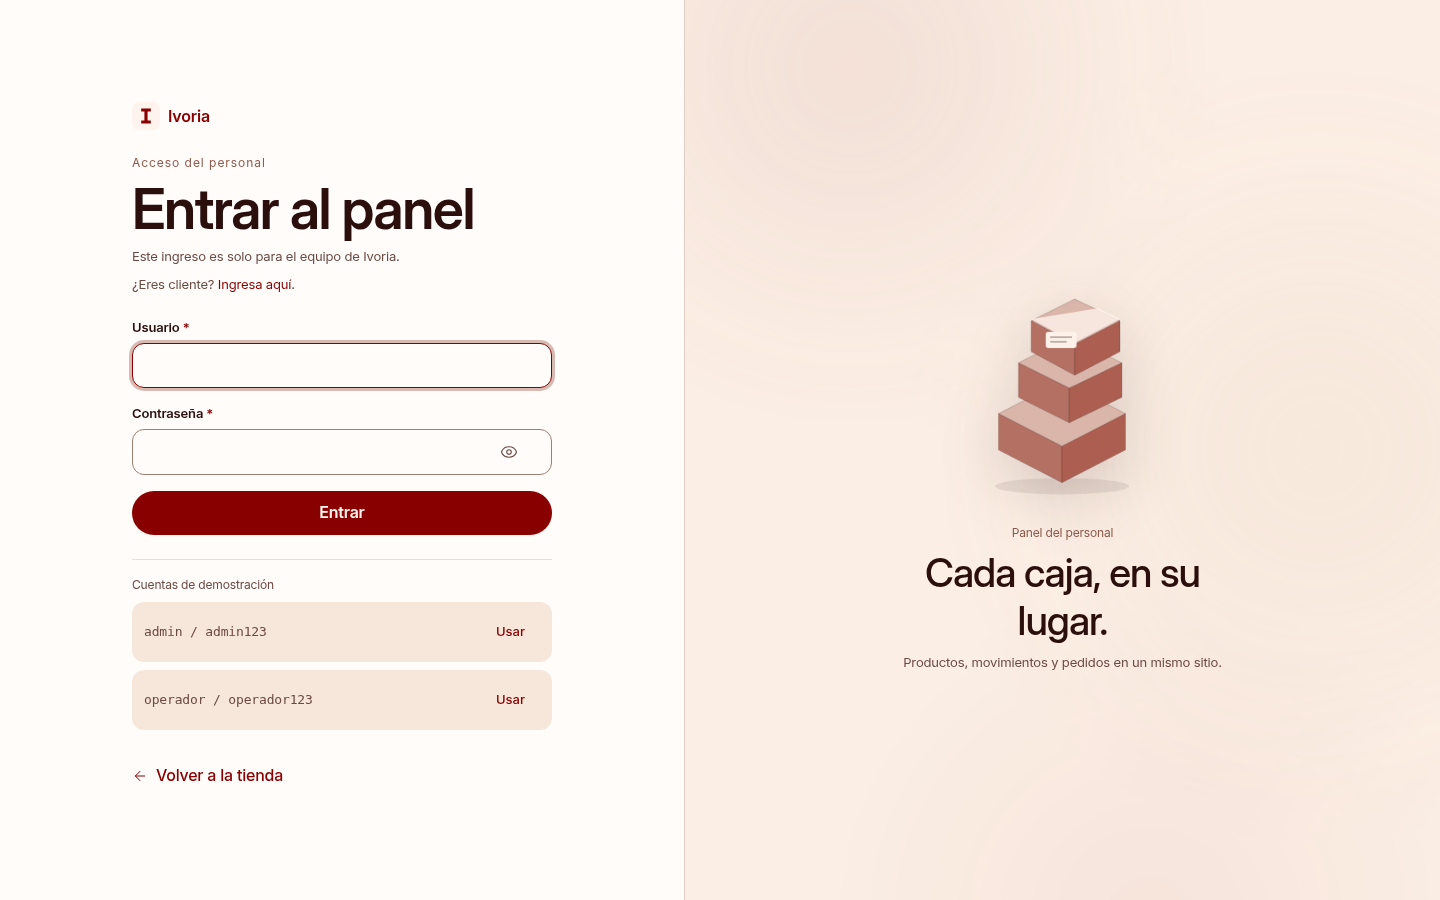 I Ivoria
Acceso del personal
Entrar al panel
Este ingreso es solo para el equipo de Ivoria.
¿Eres cliente? Ingresa aquí.
Usuario *
Contraseña *
Entrar
Cuentas de demostración
admin / admin123 Usar
operador / operador123 Usar
← Volver a la tienda
Panel del personal
Cada caja, en su
lugar.
Productos, movimientos y pedidos en un mismo sitio.